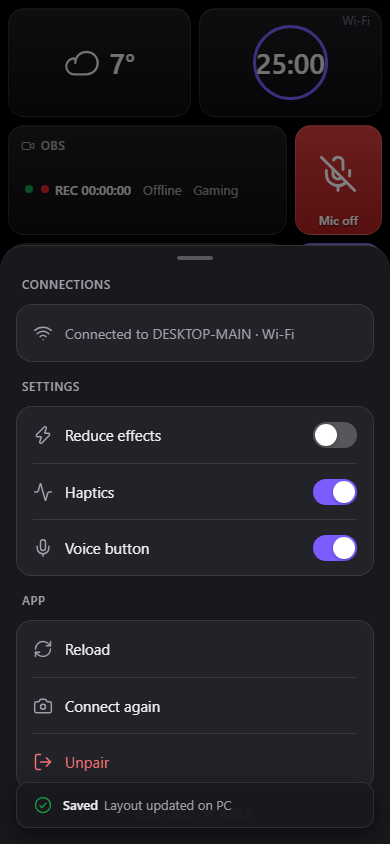 Wi-Fi
7°
25:00
OBS
REC 00:00:00 Offline Gaming
Mic off
CONNECTIONS
Connected to DESKTOP-MAIN · Wi-Fi
SETTINGS
Reduce effects
Haptics
Voice button
APP
Reload
Connect again
Unpair
Saved Layout updated on PC